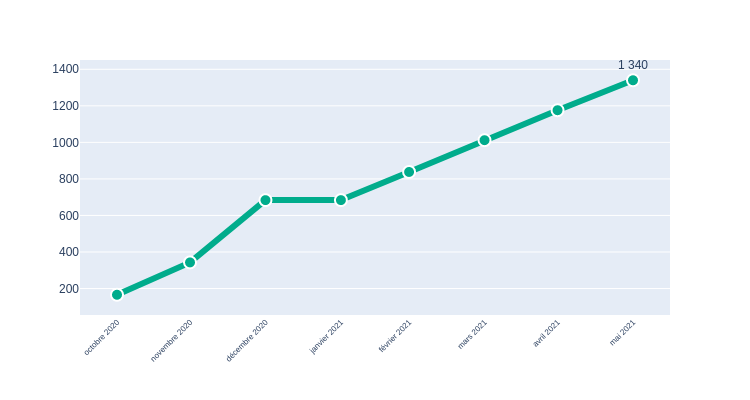 1 340
1400
1200
1000
800
600
400
200
octobre 2020
novembre 2020
décembre 2020
janvier 2021
février 2021
mars 2021
avril 2021
mai 2021